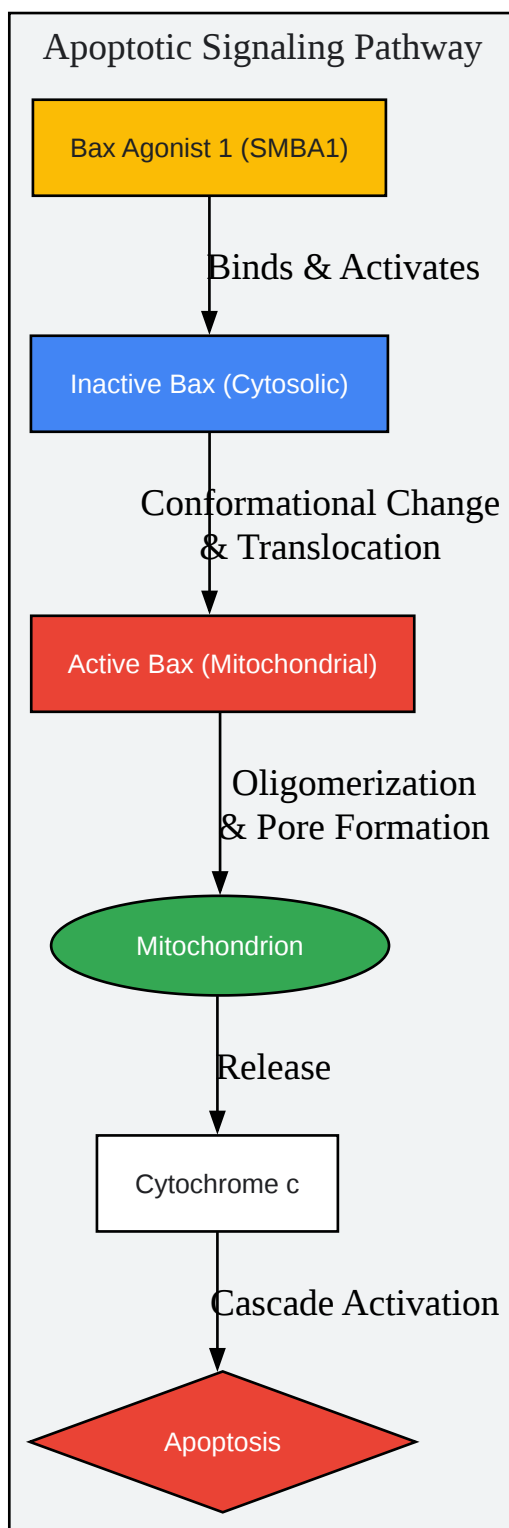 Apoptotic Signaling Pathway
Bax Agonist 1 (SMBA1)
Binds & Activates
Inactive Bax (Cytosolic)
Conformational Change
& Translocation
Active Bax (Mitochondrial)
Oligomerization
& Pore Formation
Mitochondrion
Release
Cytochrome c
Cascade Activation
Apoptosis